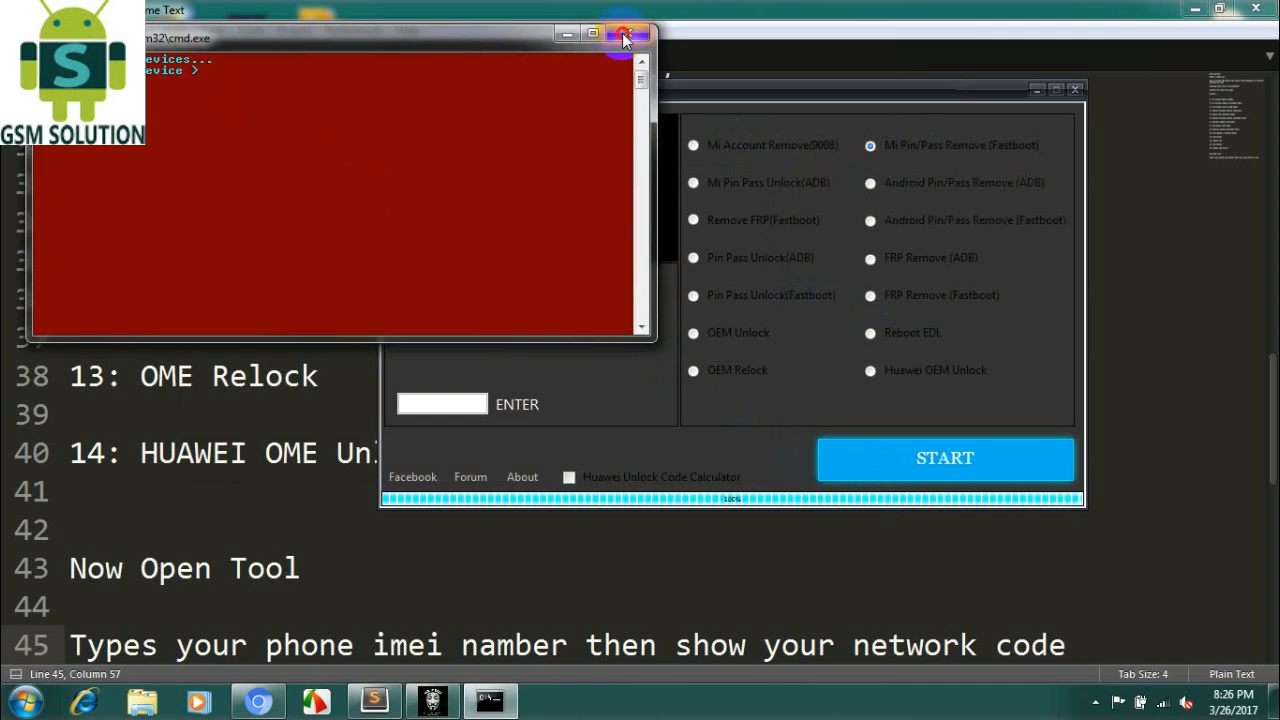 me Text
m32\cmd.exe
evices...
evice >
S
GSM SOLUTION
Mi Account Remove (9008)
Mi Pin/Pass Remove (Fastboot)
Mi Pin Pass Unlock(ADB)
Android Pin/Pass Remove (ADB)
Remove FRP(Fastboot)
Android Pin/Pass Remove (Fastboot)
Pin Pass Unlock(ADB)
FRP Remove (ADB)
Pin Pass Unlock(Fastboot)
FRP Remove (Fastboot)
OEM Unlock
Reboot EDL
OEM Relock
Huawei OEM Unlock
ENTER
START
Facebook Forum About Huawei Unlock Code Calculator
100%
38 13: OME Relock
39
40 14: HUAWEI OME Un
41
42
43 Now Open Tool
44
45 Types your phone imei namber then show your network code
Line 45, Column 57
Tab Size: 4 Plain Text
8:26 PM
3/26/2017